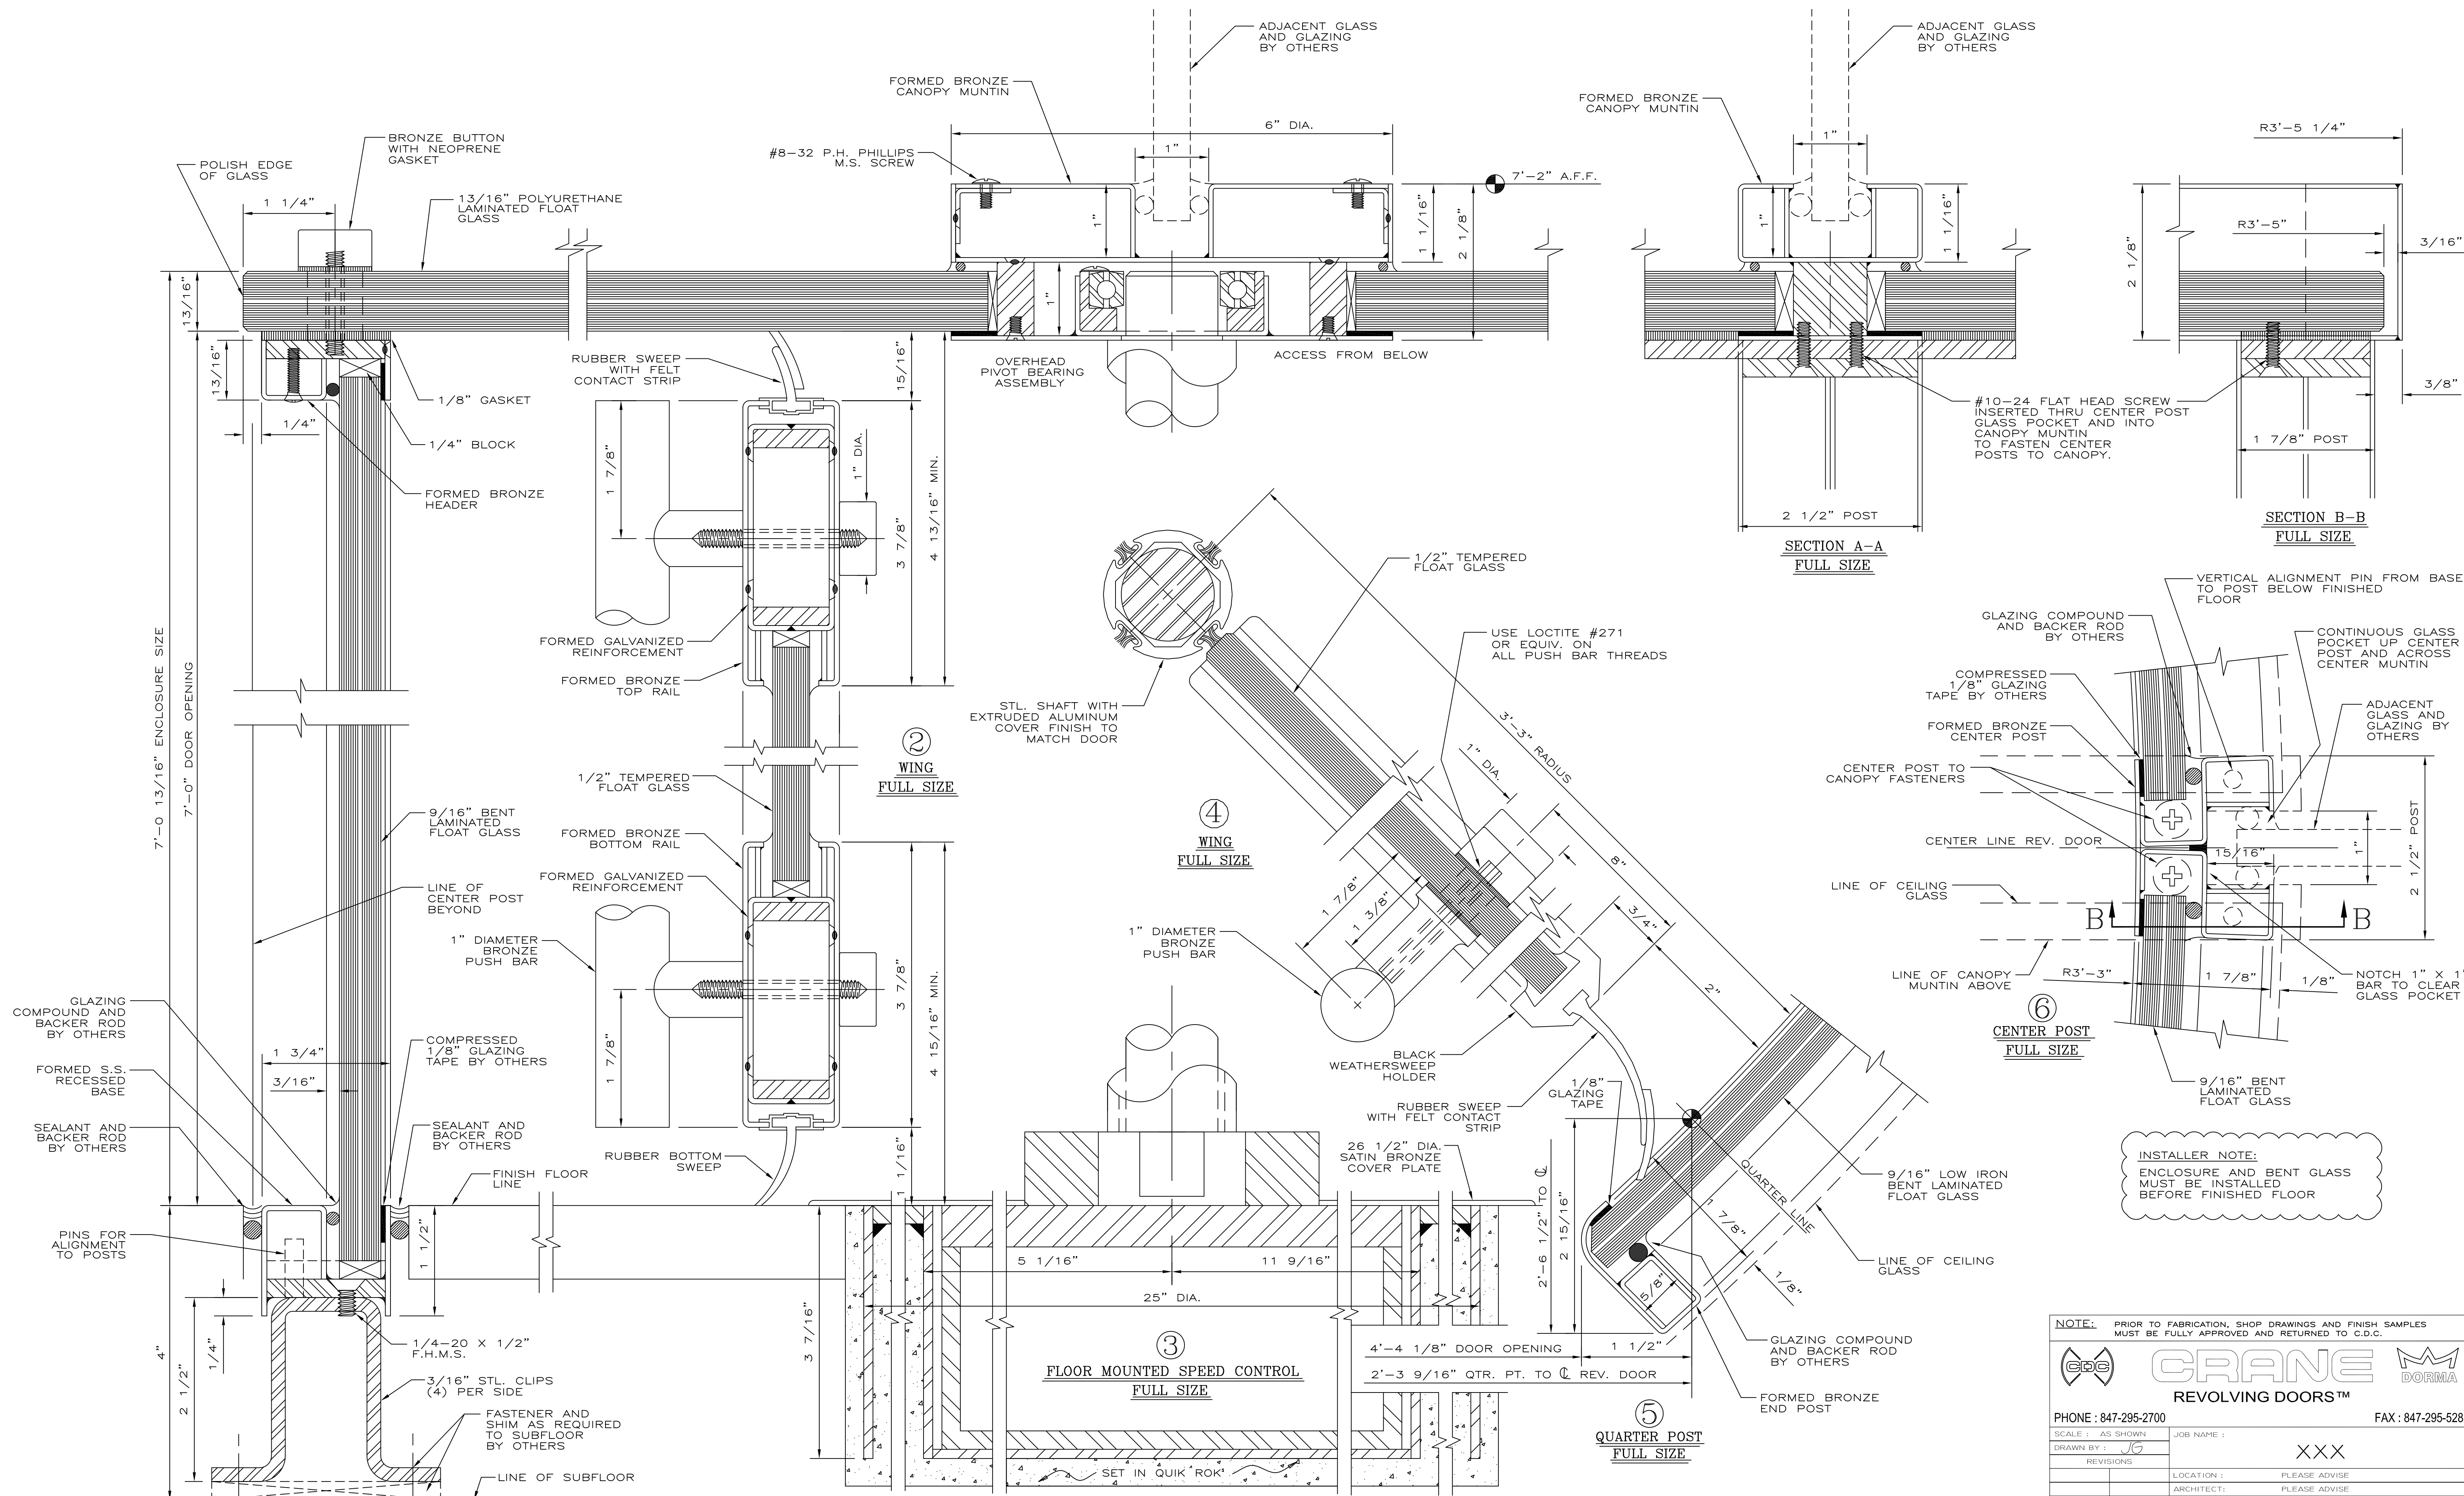 ADJACENT GLASS
AND GLAZING
BY OTHERS
ADJACENT GLASS
AND GLAZING
BY OTHERS
FORMED BRONZE
CANOPY MUNTIN
FORMED BRONZE
CANOPY MUNTIN
6" DIA.
R3'-5 1/4"
BRONZE BUTTON
WITH NEOPRENE
GASKET
#8-32 P.H. PHILLIPS
M.S. SCREW
1"
1"
POLISH EDGE
OF GLASS
7'-2" A.F.F.
1 1/4"
13/16" POLYURETHANE
LAMINATED FLOAT
GLASS
1"
1 1/16"
2 1/8"
1"
1 1/16"
2 1/8"
R3'-5"
3/16"
13/16"
1"
13/16"
RUBBER SWEEP
WITH FELT
CONTACT STRIP
15/16"
OVERHEAD
PIVOT BEARING
ASSEMBLY
ACCESS FROM BELOW
3/8"
1/8" GASKET
1/4"
1/4" BLOCK
#10-24 FLAT HEAD SCREW
INSERTED THRU CENTER POST
GLASS POCKET AND INTO
CANOPY MUNTIN
TO FASTEN CENTER
POSTS TO CANOPY.
1 7/8" POST
1 7/8"
1" DIA.
FORMED BRONZE
HEADER
3 7/8"
4 13/16" MIN.
2 1/2" POST
SECTION A-A
FULL SIZE
SECTION B-B
FULL SIZE
1/2" TEMPERED
FLOAT GLASS
VERTICAL ALIGNMENT PIN FROM BASE
TO POST BELOW FINISHED
FLOOR
GLAZING COMPOUND
AND BACKER ROD
BY OTHERS
7'-0 13/16" ENCLOSURE SIZE
7'-0" DOOR OPENING
FORMED GALVANIZED
REINFORCEMENT
USE LOCTITE #271
OR EQUIV. ON
ALL PUSH BAR THREADS
CONTINUOUS GLASS
POCKET UP CENTER
POST AND ACROSS
CENTER MUNTIN
FORMED BRONZE
TOP RAIL
COMPRESSED
1/8" GLAZING
TAPE BY OTHERS
STL. SHAFT WITH
EXTRUDED ALUMINUM
COVER FINISH TO
MATCH DOOR
ADJACENT
GLASS AND
GLAZING BY
OTHERS
FORMED BRONZE
CENTER POST
3'-3" RADIUS
2
WING
FULL SIZE
CENTER POST TO
CANOPY FASTENERS
1/2" TEMPERED
FLOAT GLASS
1" DIA.
9/16" BENT
LAMINATED
FLOAT GLASS
4
WING
FULL SIZE
FORMED BRONZE
BOTTOM RAIL
CENTER LINE REV. DOOR
15/16"
1"
2 1/2" POST
8"
FORMED GALVANIZED
REINFORCEMENT
LINE OF
CENTER POST
BEYOND
LINE OF CEILING
GLASS
1 7/8"
1 3/8"
3/4"
B
B
1" DIAMETER
BRONZE
PUSH BAR
1" DIAMETER
BRONZE
PUSH BAR
3 7/8"
4 15/16" MIN.
LINE OF CANOPY
MUNTIN ABOVE
R3'-3"
1 7/8"
1/8"
NOTCH 1" X 1"
BAR TO CLEAR
GLASS POCKET
2"
GLAZING
COMPOUND AND
BACKER ROD
BY OTHERS
6
CENTER POST
FULL SIZE
1 7/8"
COMPRESSED
1/8" GLAZING
TAPE BY OTHERS
1 3/4"
3/16"
FORMED S.S.
RECESSED
BASE
BLACK
WEATHERSWEEP
HOLDER
1/8"
GLAZING
TAPE
9/16" BENT
LAMINATED
FLOAT GLASS
RUBBER SWEEP
WITH FELT CONTACT
STRIP
SEALANT AND
BACKER ROD
BY OTHERS
SEALANT AND
BACKER ROD
BY OTHERS
26 1/2" DIA.
SATIN BRONZE
COVER PLATE
RUBBER BOTTOM
SWEEP
1 1/16"
FINISH FLOOR
LINE
QUARTER LINE
9/16" LOW IRON
BENT LAMINATED
FLOAT GLASS
INSTALLER NOTE:
ENCLOSURE AND BENT GLASS
MUST BE INSTALLED
BEFORE FINISHED FLOOR
PINS FOR
ALIGNMENT
TO POSTS
1 1/2"
2'-6 1/2" TO ℄
2 15/16"
1 7/8"
5 1/16"
11 9/16"
LINE OF CEILING
GLASS
1/8"
5/8"
25" DIA.
3 7/16"
1/4-20 X 1/2"
F.H.M.S.
4"
2 1/2"
1/4"
3
FLOOR MOUNTED SPEED CONTROL
FULL SIZE
4'-4 1/8" DOOR OPENING
1 1/2"
GLAZING COMPOUND
AND BACKER ROD
BY OTHERS
2'-3 9/16" QTR. PT. TO ℄ REV. DOOR
3/16" STL. CLIPS
(4) PER SIDE
FORMED BRONZE
END POST
FASTENER AND
SHIM AS REQUIRED
TO SUBFLOOR
BY OTHERS
5
QUARTER POST
FULL SIZE
LINE OF SUBFLOOR
SET IN QUIK ROK
NOTE: PRIOR TO FABRICATION, SHOP DRAWINGS AND FINISH SAMPLES
MUST BE FULLY APPROVED AND RETURNED TO C.D.C.
CDC
CRANE
DORMA
REVOLVING DOORS™
PHONE : 847-295-2700
FAX : 847-295-528
SCALE : AS SHOWN
JOB NAME :
DRAWN BY : JG
XXX
REVISIONS
LOCATION : PLEASE ADVISE
ARCHITECT: PLEASE ADVISE